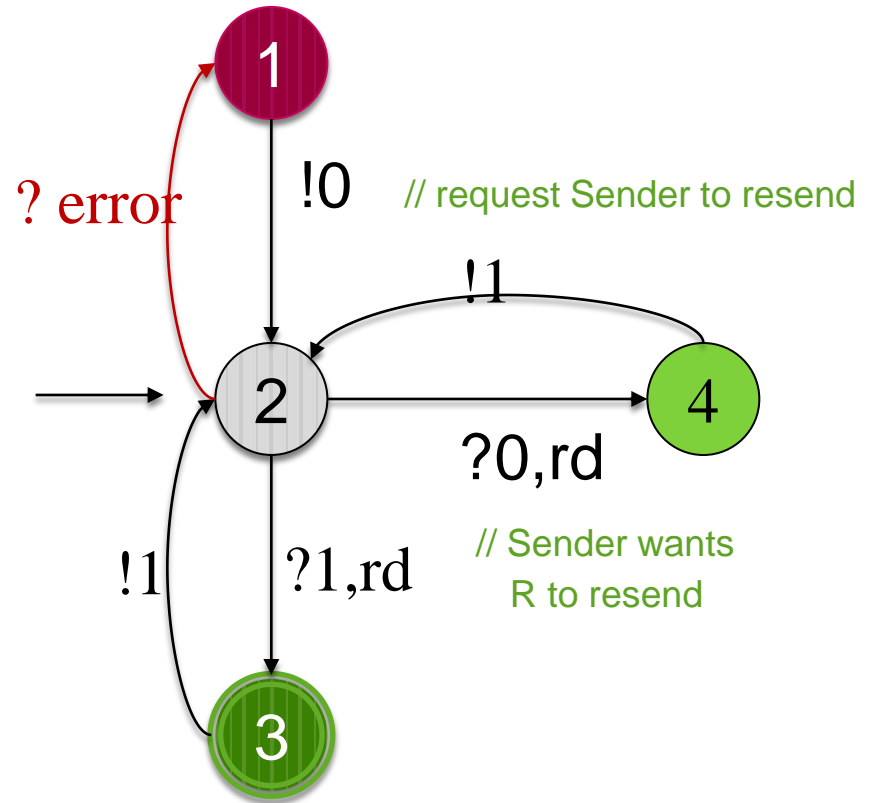 1
!0
// request Sender to resend
? error
!1
2
4
?0,rd
// Sender wants
R to resend
!1
?1,rd
3